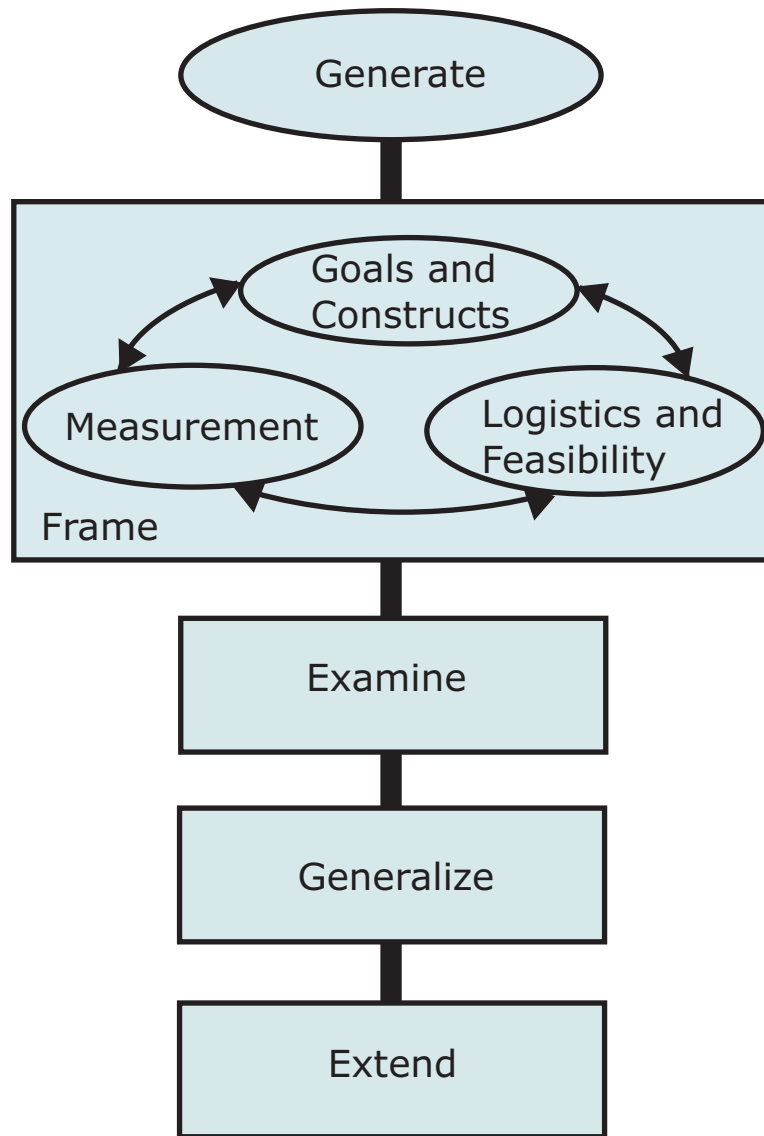 Generate
Goals and
Constructs
Measurement
Logistics and
Feasibility
Frame
Examine
Generalize
Extend